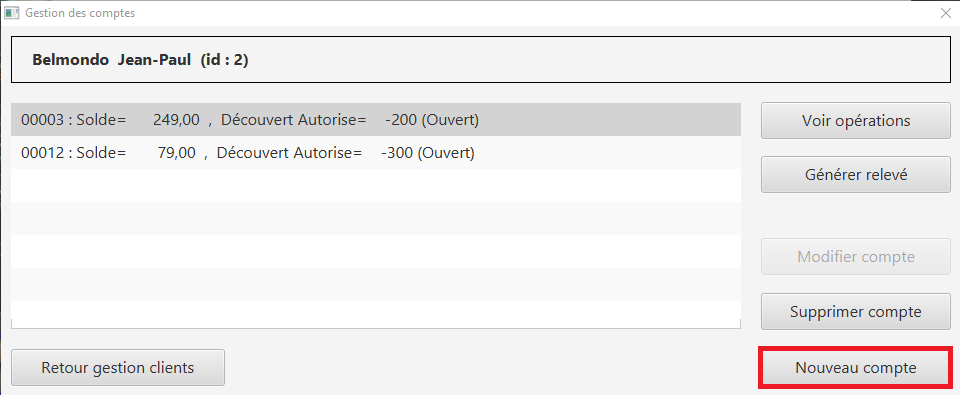 Gestion des comptes
Belmondo  Jean-Paul  (id : 2)
00003 : Solde=      249,00  ,  Découvert Autorise=    -200 (Ouvert)
00012 : Solde=       79,00  ,  Découvert Autorise=    -300 (Ouvert)
Voir opérations
Générer relevé
Modifier compte
Supprimer compte
Retour gestion clients
Nouveau compte